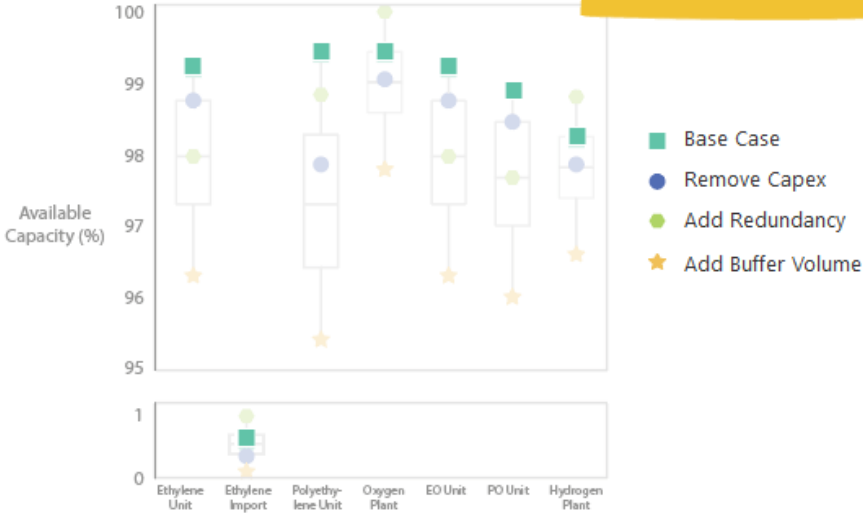 100
99
98
97
96
95
Available
Capacity (%)
Base Case
Remove Capex
Add Redundancy
Add Buffer Volume
1
0
Ethylene
Unit
Ethylene
Import
Polyethy-
lene Unit
Oxygen
Plant
EO Unit
PO Unit
Hydrogen
Plant